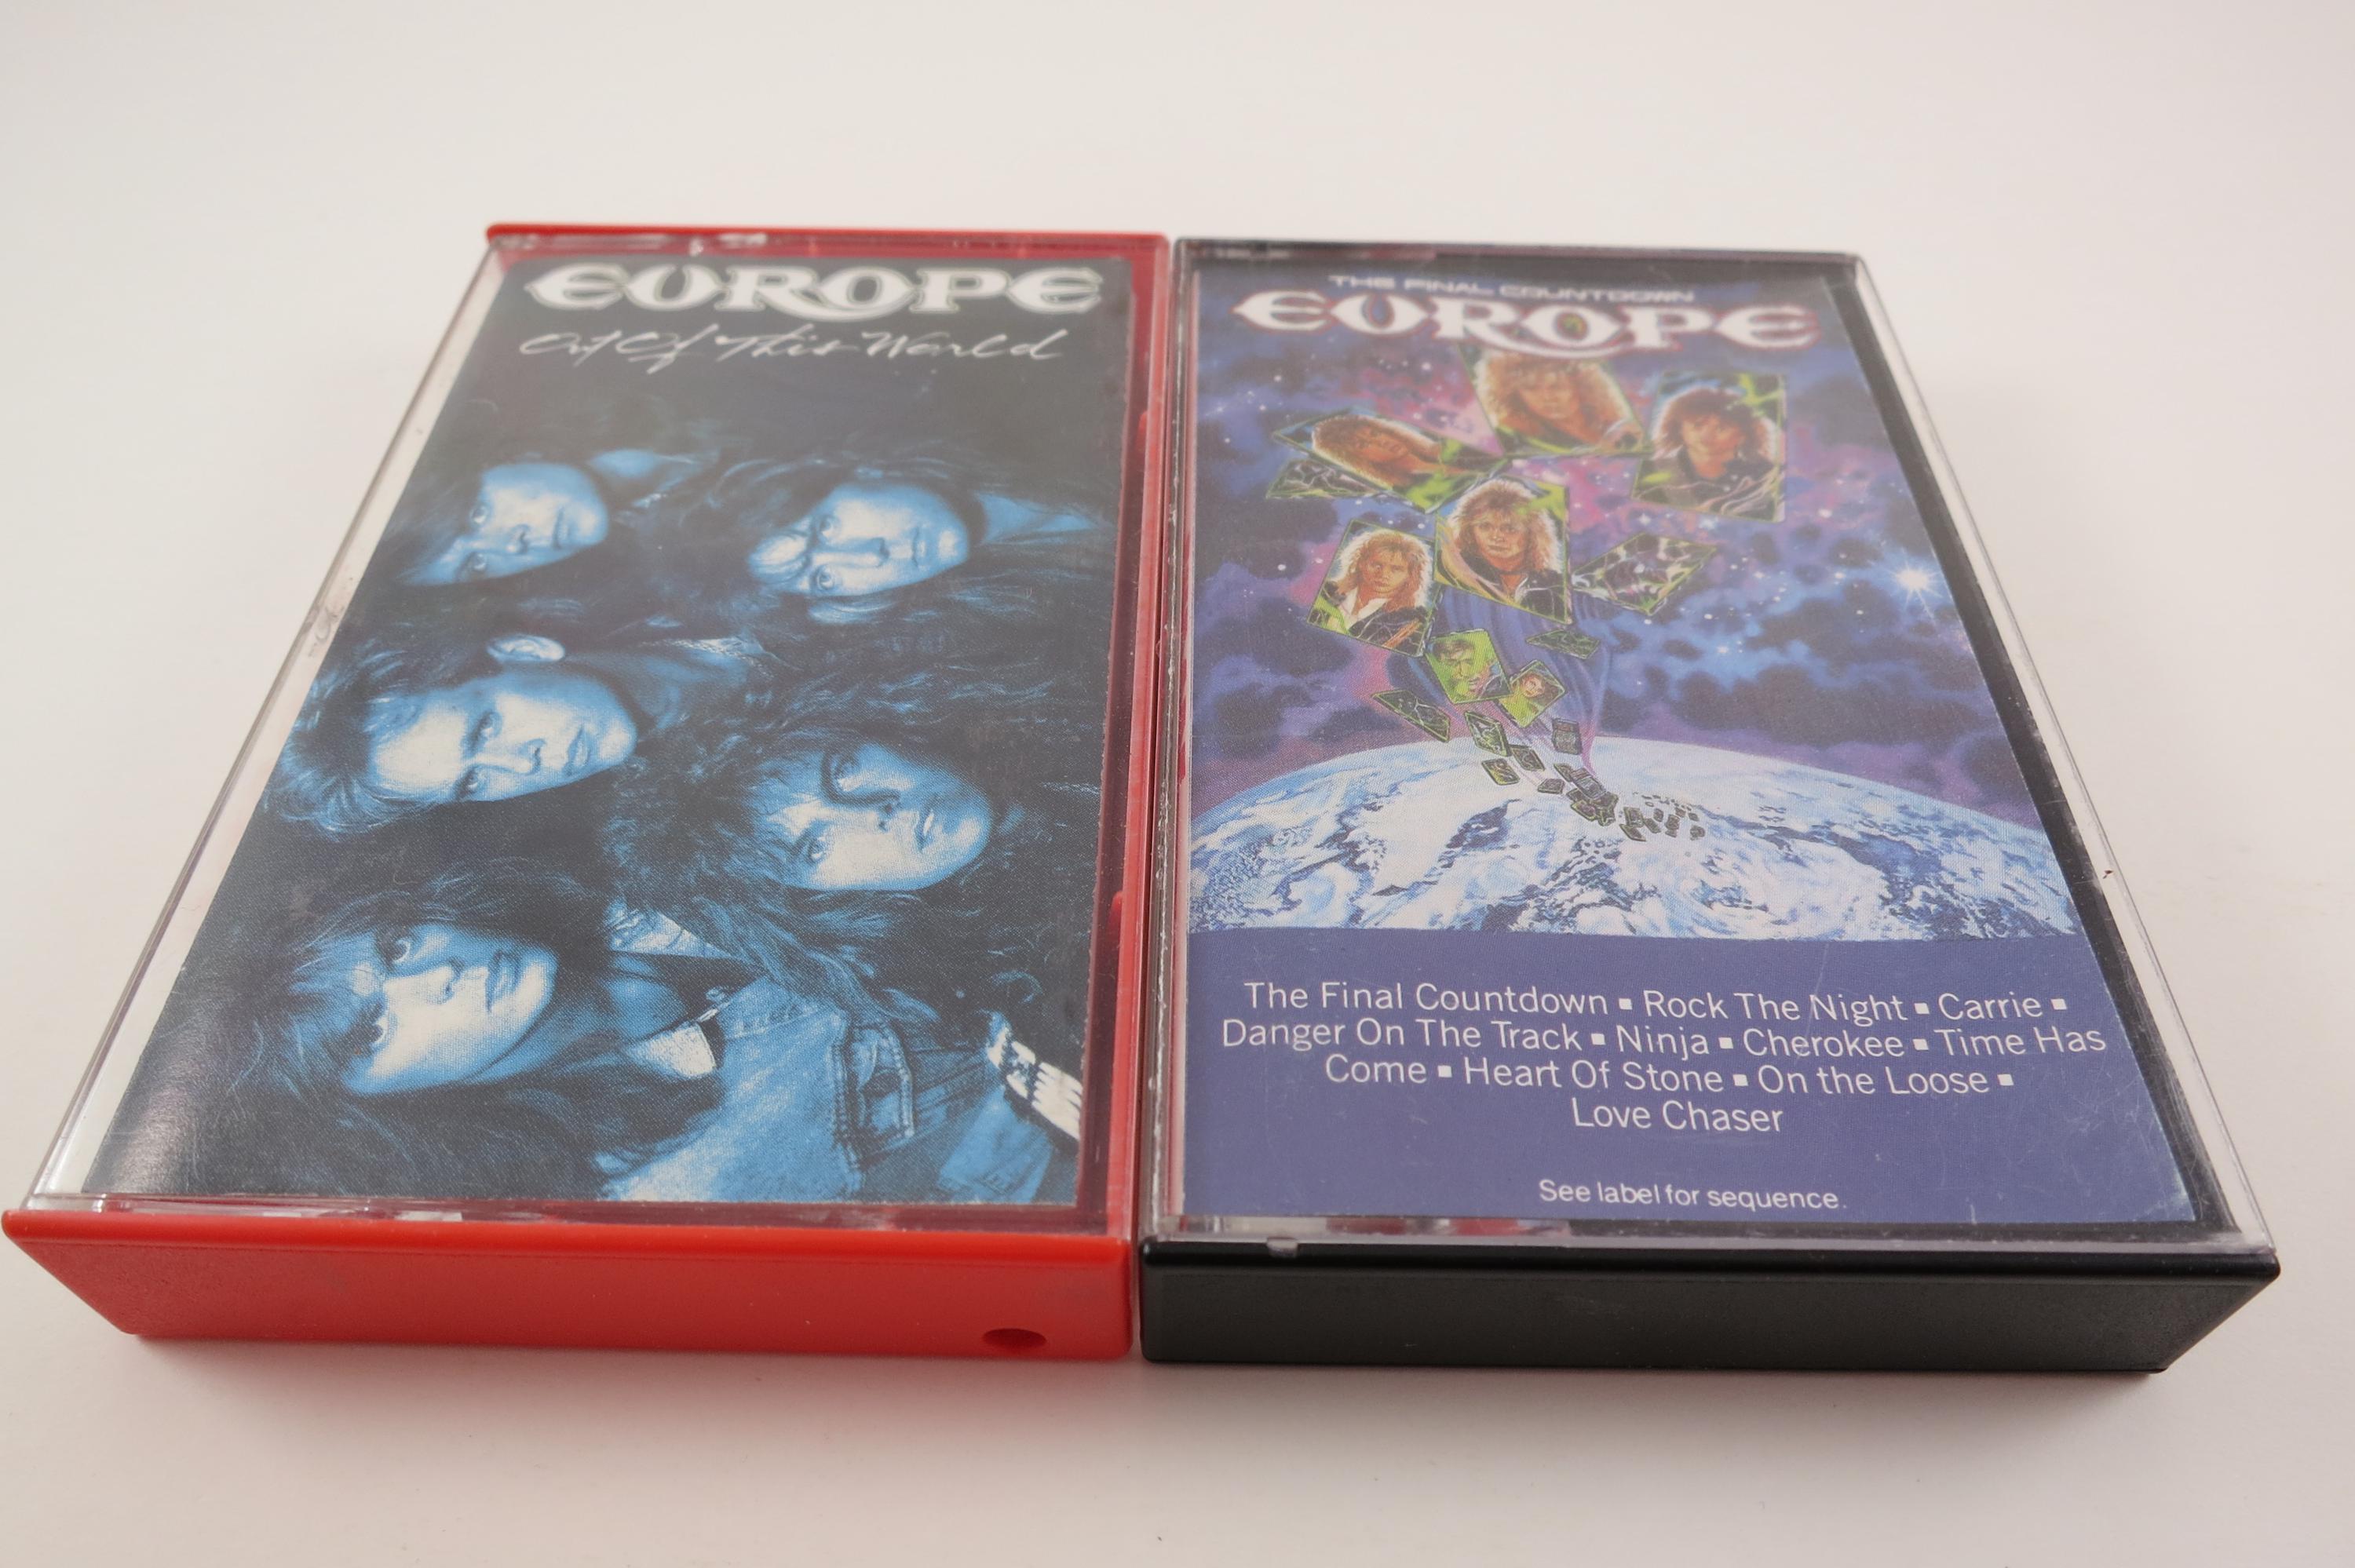 EUROPE
Out Of This World
THE FINAL COUNTDOWN
EUROPE
The Final Countdown ▪ Rock The Night ▪ Carrie ▪
Danger On The Track ▪ Ninja ▪ Cherokee ▪ Time Has
Come ▪ Heart Of Stone ▪ On the Loose ▪
Love Chaser
See label for sequence.